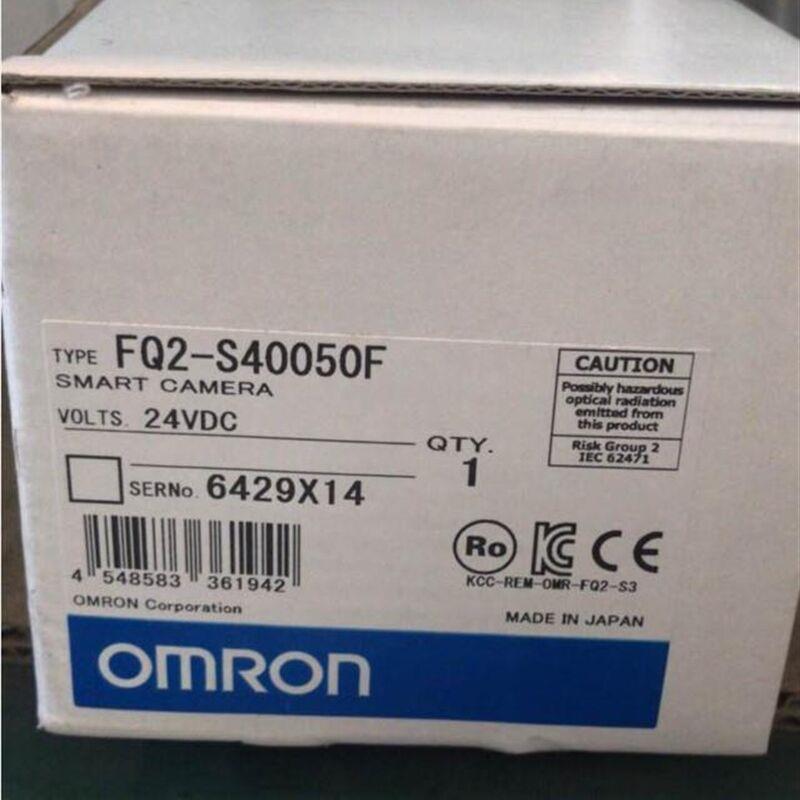 TYPE FQ2-S40050F
SMART CAMERA
VOLTS. 24VDC
QTY.
1
SERNo. 6429X14
4 548583 361942
OMRON Corporation
CAUTION
Possibly hazardous
optical radiation
emitted from
this product
Risk Group 2
IEC 62471
Ro KC CE
KCC-REM-OMR-FQ2-S3
MADE IN JAPAN
OMRON